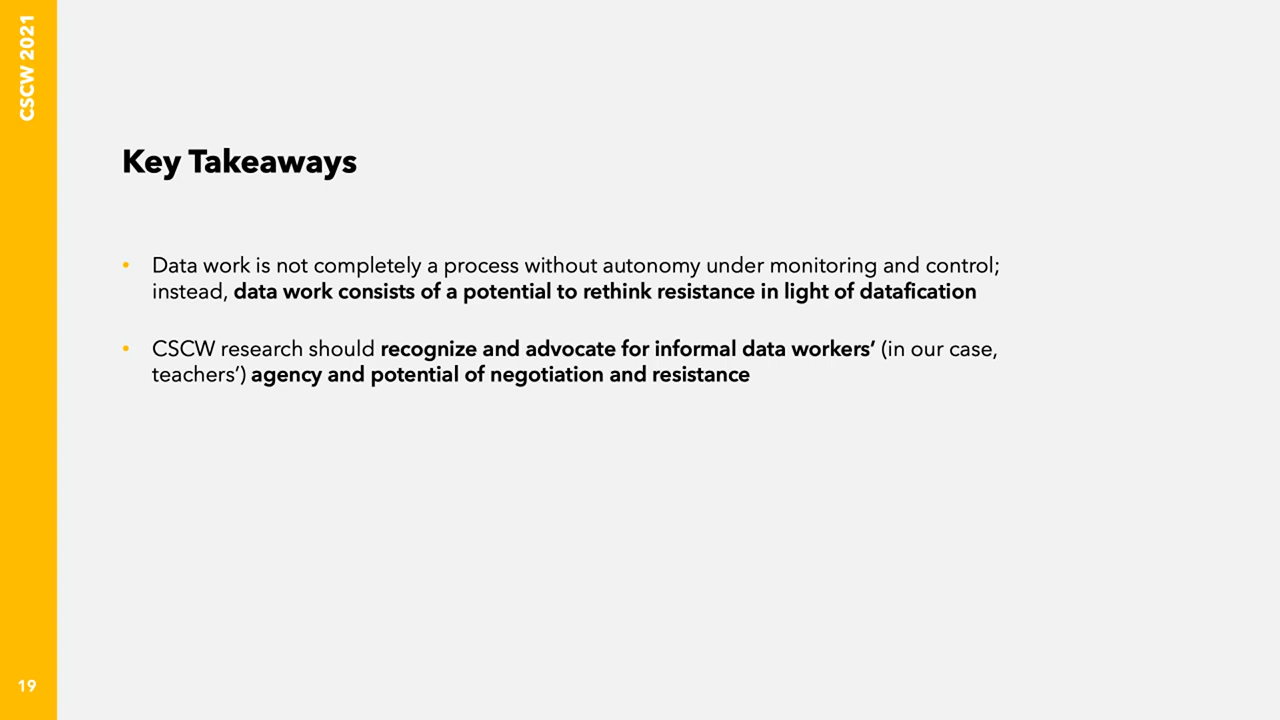 CSCW 2021
Key Takeaways
• Data work is not completely a process without autonomy under monitoring and control;
instead, data work consists of a potential to rethink resistance in light of datafication
• CSCW research should recognize and advocate for informal data workers’ (in our case,
teachers’) agency and potential of negotiation and resistance
19